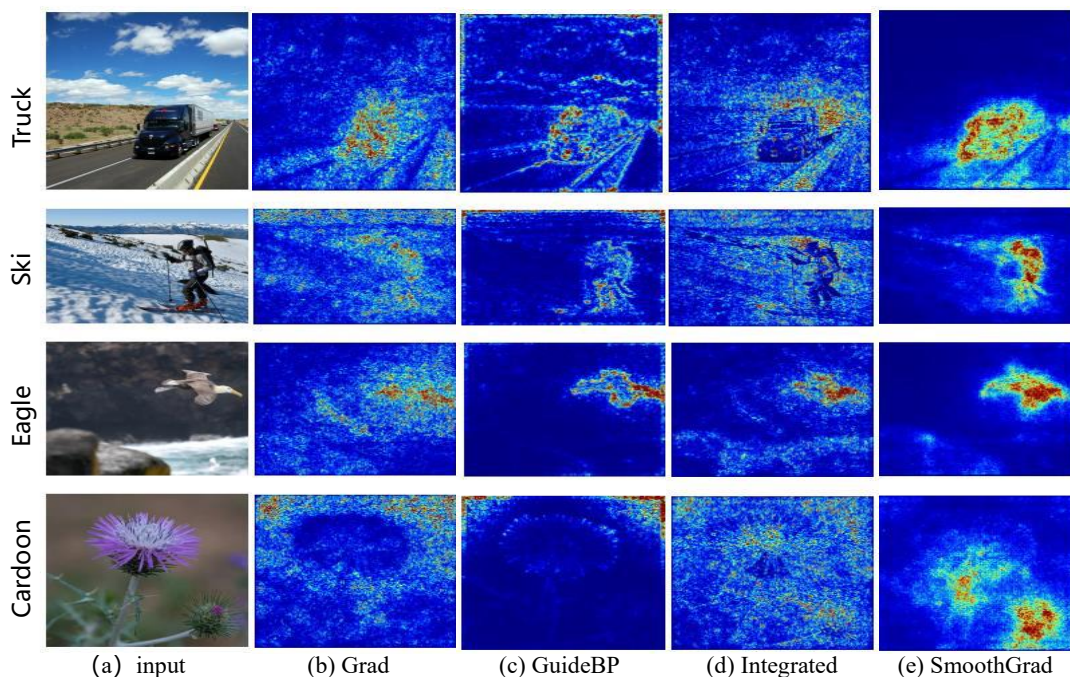 Truck
Ski
Eagle
Cardoon
(a) input
(b) Grad
(c) GuideBP
(d) Integrated
(e) SmoothGrad